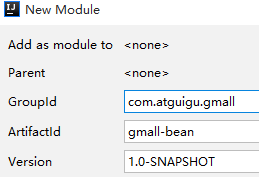 New Module
Add as module to <none>
Parent <none>
GroupId com.atguigu.gmall
ArtifactId gmall-bean
Version 1.0-SNAPSHOT